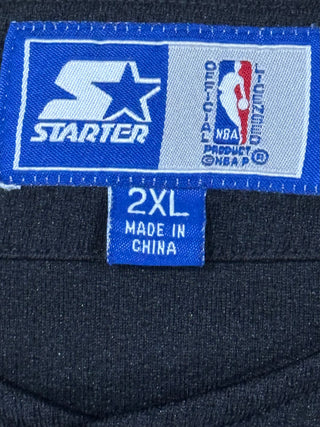 STARTER
OFFICIAL
LICENSED
NBA
PRODUCT ®
© NBA P
2XL
MADE IN
CHINA